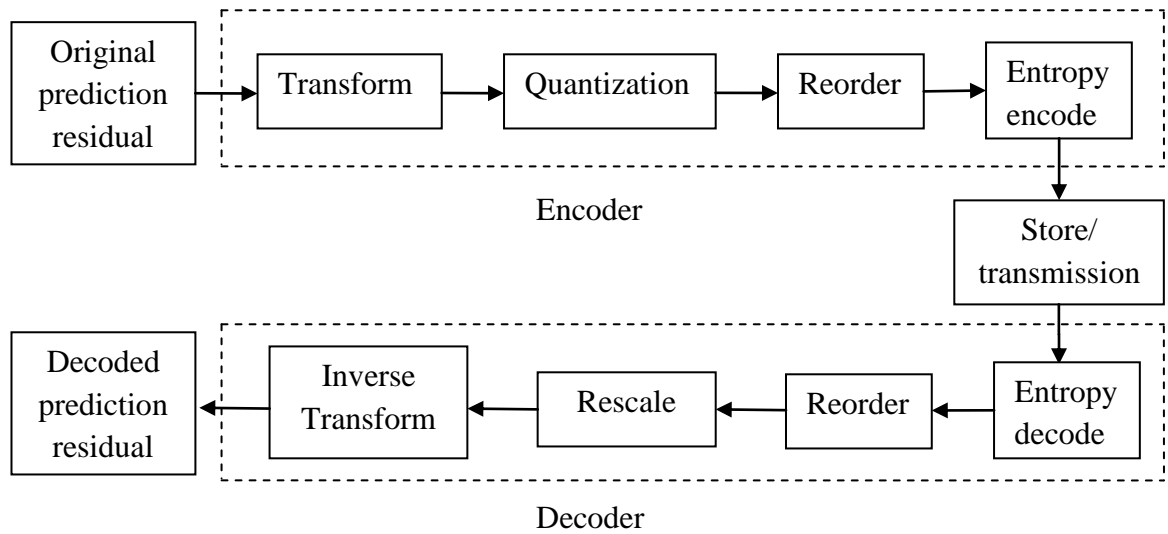 Original
prediction
residual
Transform
Quantization
Reorder
Entropy
encode
Encoder
Store/
transmission
Decoded
prediction
residual
Inverse
Transform
Rescale
Reorder
Entropy
decode
Decoder